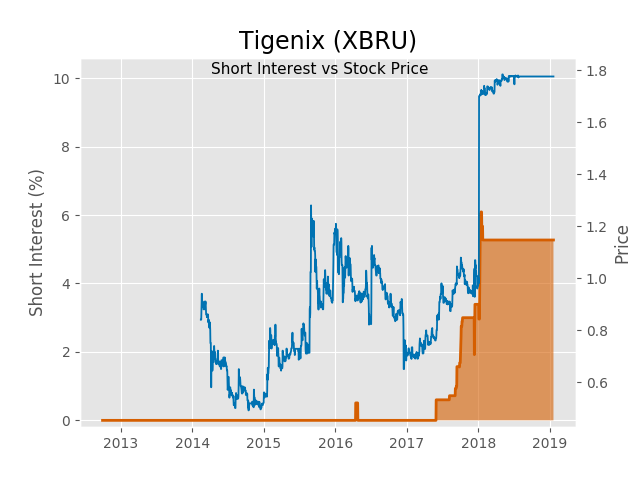 Tigenix (XBRU)
Short Interest vs Stock Price
Short Interest (%)
10
8
6
4
2
0
1.8
1.6
1.4
1.2
1.0
0.8
0.6
Price
2013 2014 2015 2016 2017 2018 2019